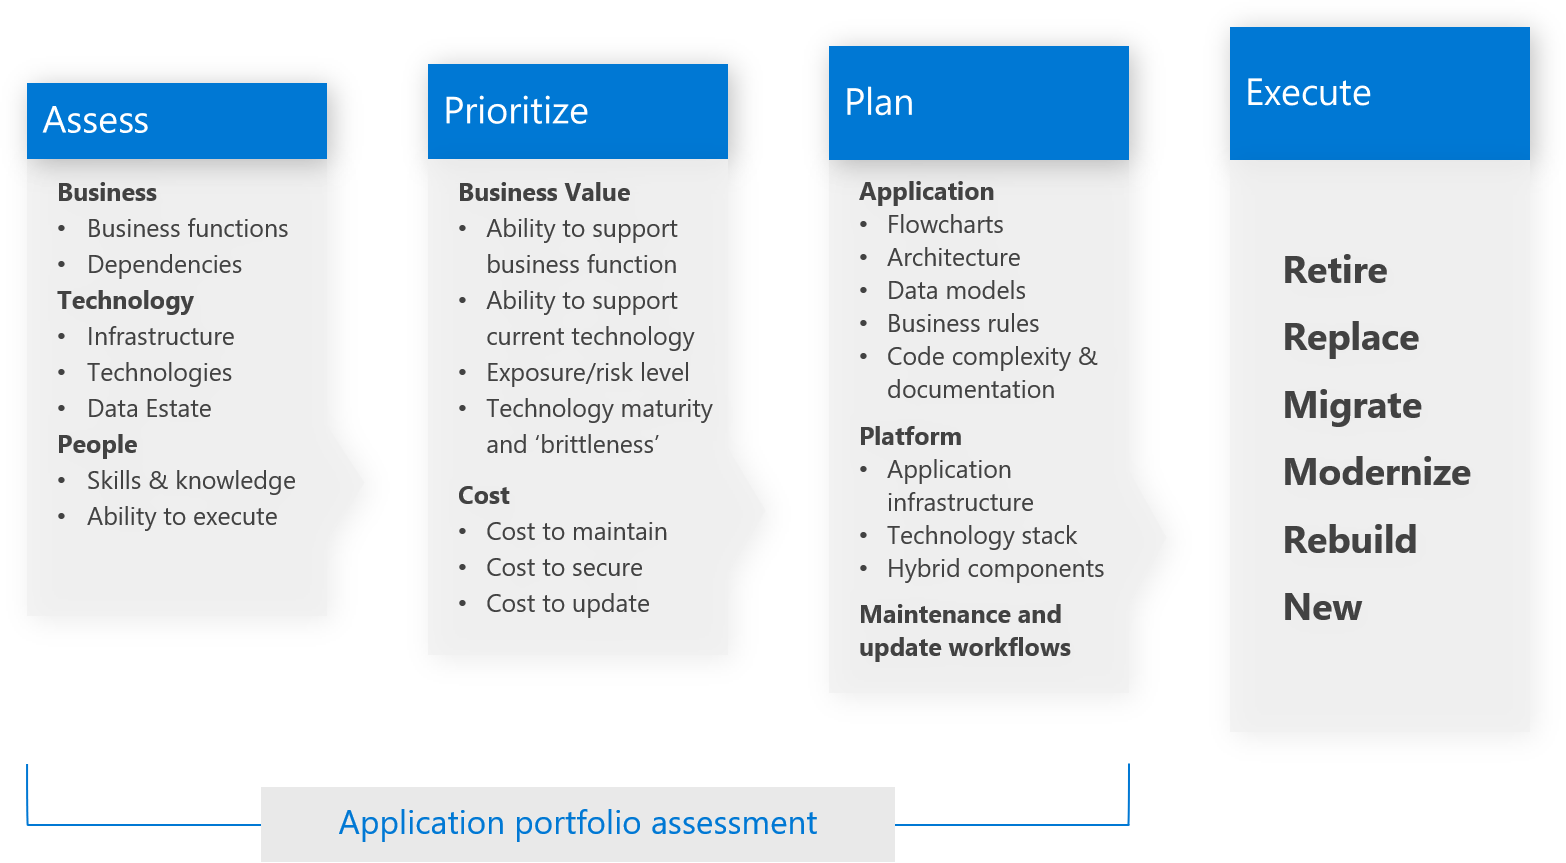 Assess
Business
• Business functions
• Dependencies
Technology
• Infrastructure
• Technologies
• Data Estate
People
• Skills & knowledge
• Ability to execute
Prioritize
Business Value
• Ability to support
business function
• Ability to support
current technology
• Exposure/risk level
• Technology maturity
and ‘brittleness’
Cost
• Cost to maintain
• Cost to secure
• Cost to update
Plan
Application
• Flowcharts
• Architecture
• Data models
• Business rules
• Code complexity &
documentation
Platform
• Application
infrastructure
• Technology stack
• Hybrid components
Maintenance and
update workflows
Execute
Retire
Replace
Migrate
Modernize
Rebuild
New
Application portfolio assessment